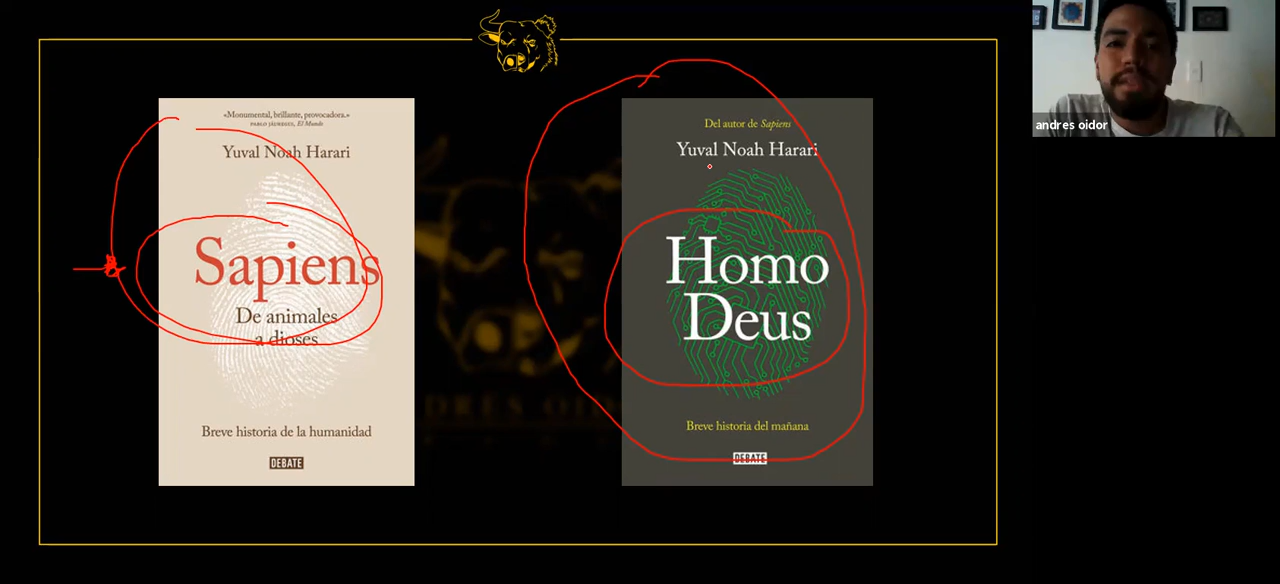 «Monumental, brillante, provocadora.»
Yuval Noah Harari
Sapiens
De animales
a dioses
Breve historia de la humanidad
DEBATE
Del autor de Sapiens
Yuval Noah Harari
Homo
Deus
Breve historia del mañana
DEBATE
andres oidor